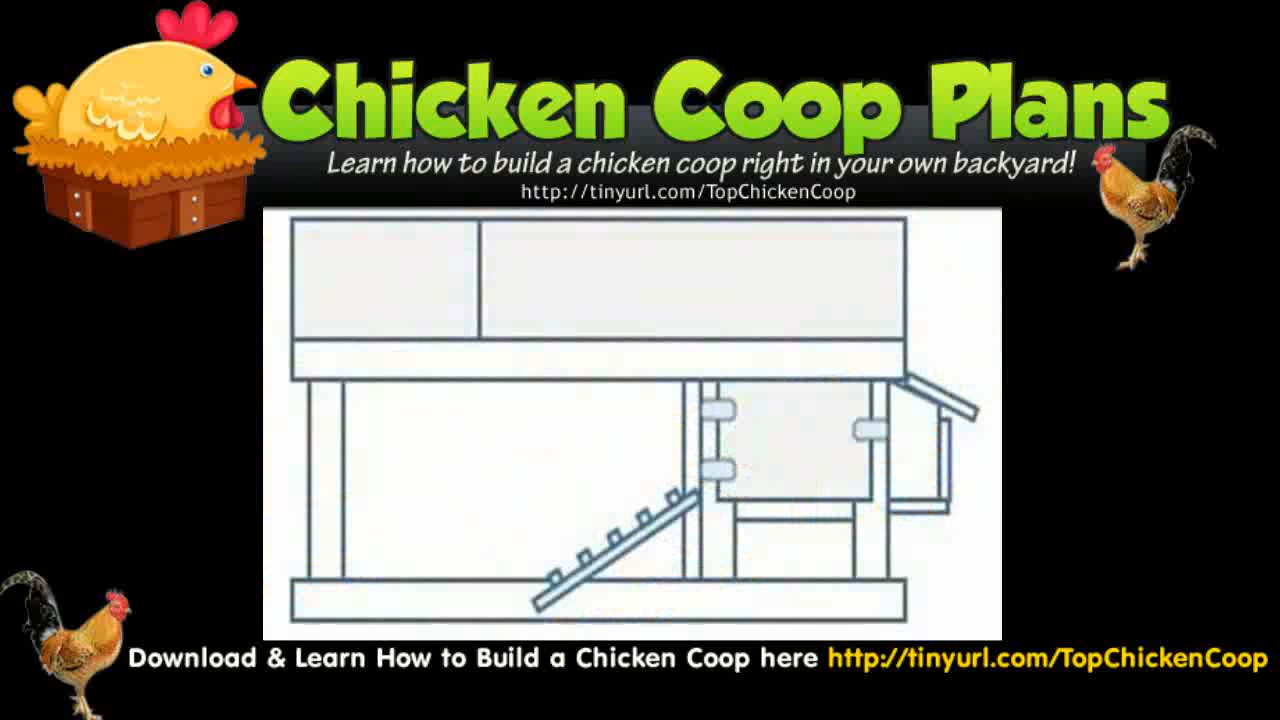 Chicken Coop Plans
Learn how to build a chicken coop right in your own backyard!
http://tinyurl.com/TopChickenCoop
Download & Learn How to Build a Chicken Coop here http://tinyurl.com/TopChickenCoop